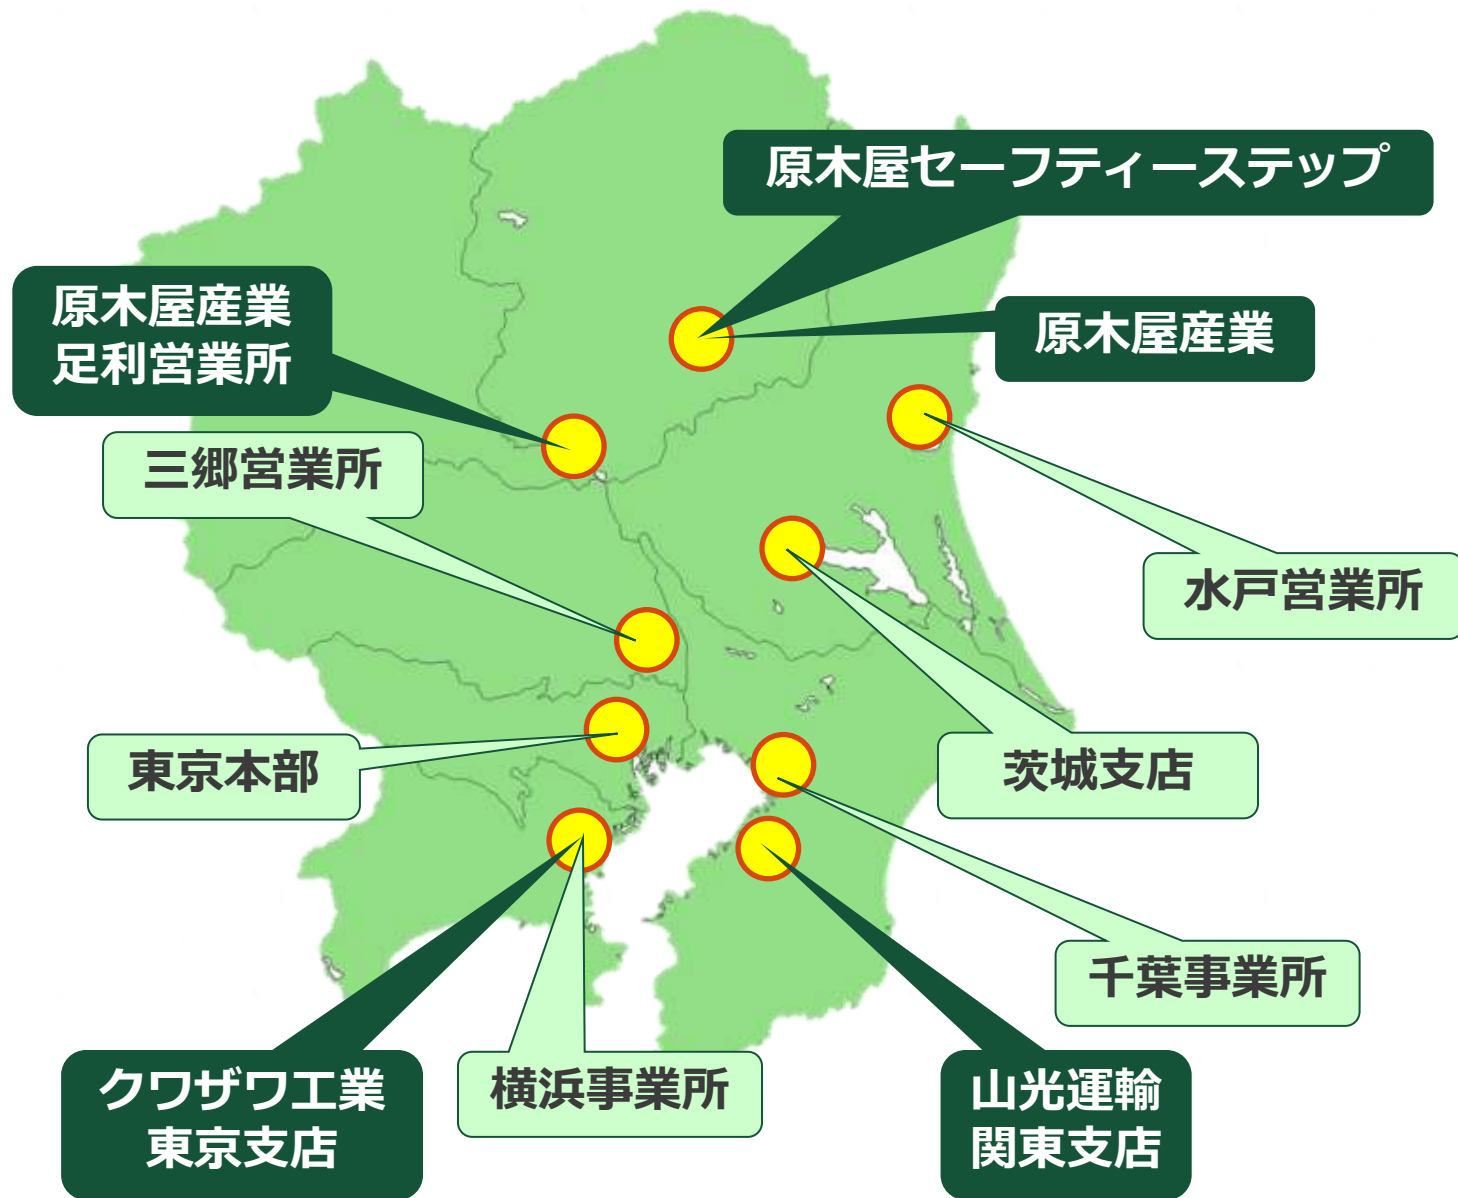 原木屋セーフティーステップ
原木屋産業
足利営業所
原木屋産業
三郷営業所
水戸営業所
東京本部
茨城支店
千葉事業所
クワザワ工業
東京支店
横浜事業所
山光運輸
関東支店